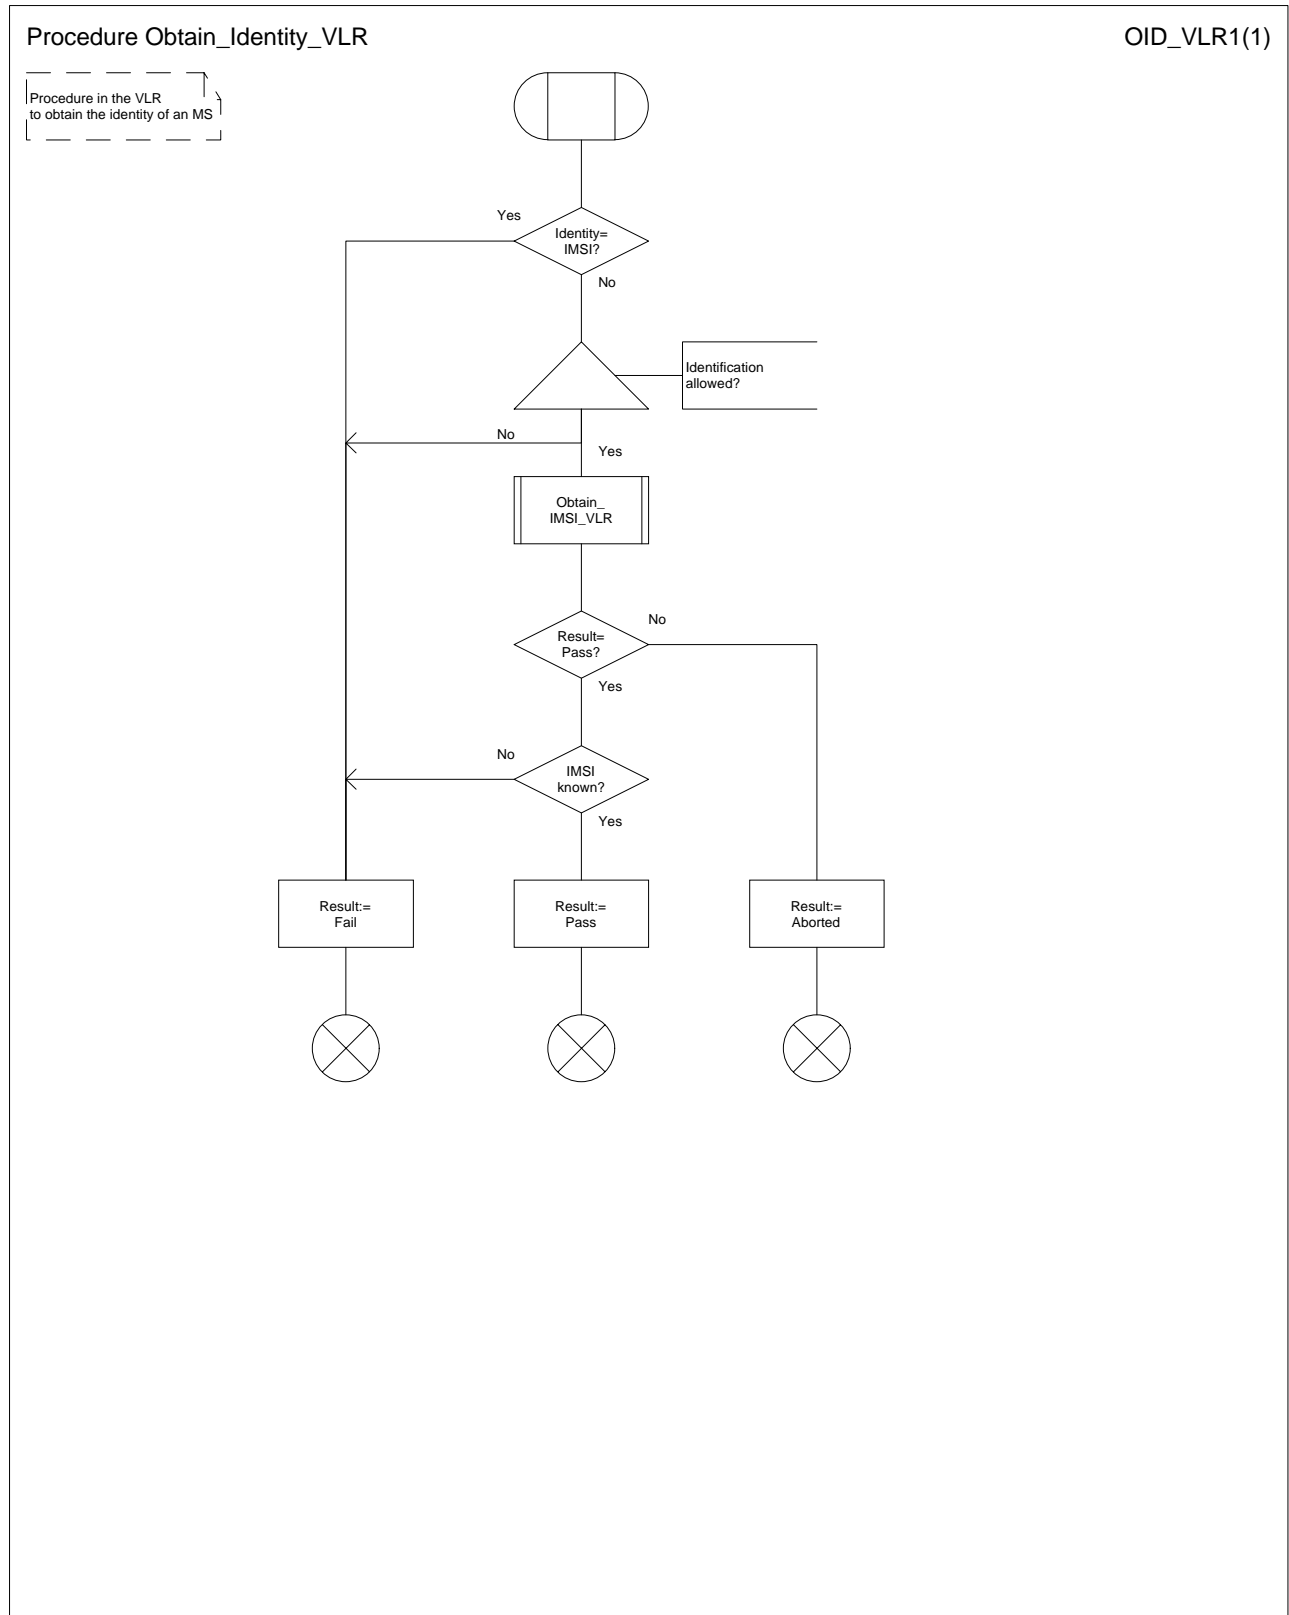 Procedure Obtain_Identity_VLR
OID_VLR1(1)
Procedure in the VLR
to obtain the identity of an MS
Yes
Identity=
IMSI?
No
Identification
allowed?
No
Yes
Obtain_
IMSI_VLR
Result=
Pass?
No
Yes
No
IMSI
known?
Yes
Result:=
Fail
Result:=
Pass
Result:=
Aborted